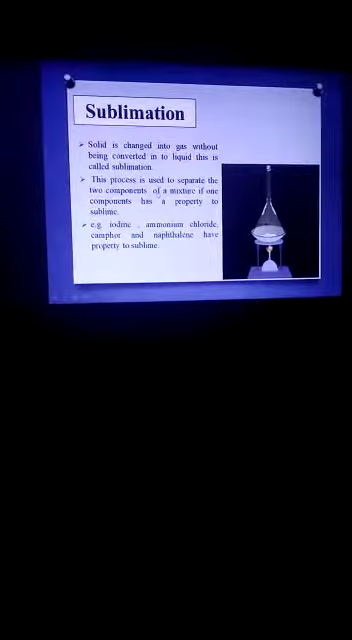 Sublimation
➢ Solid is changed into gas without
being converted in to liquid this is
called sublimation.
➢ This process is used to separate the
two components of a mixture if one
components has a property to
sublime.
➢ e.g. iodine , ammonium chloride,
camphor and naphthalene have
property to sublime.